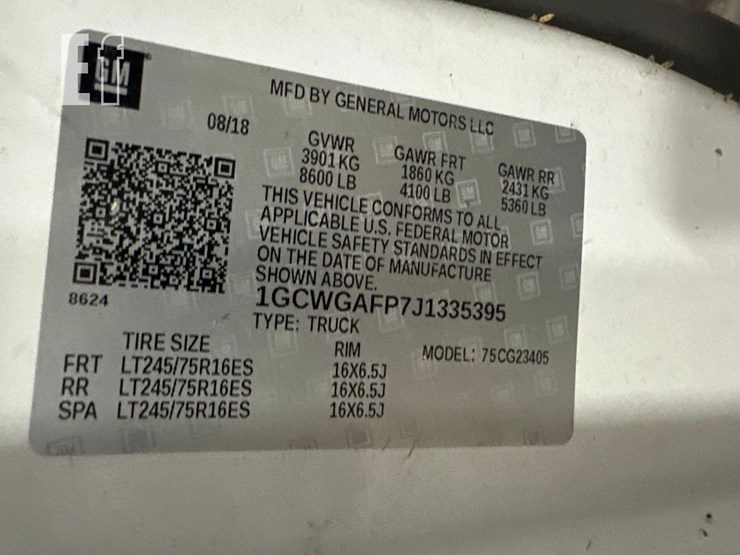 Ef
GM
MFD BY GENERAL MOTORS LLC
08/18
GVWR GAWR FRT GAWR RR
3901 KG 1860 KG 2431 KG
8600 LB 4100 LB 5360 LB
THIS VEHICLE CONFORMS TO ALL
APPLICABLE U.S. FEDERAL MOTOR
VEHICLE SAFETY STANDARDS IN EFFECT
ON THE DATE OF MANUFACTURE
SHOWN ABOVE.
8624
1GCWGAFP7J1335395
TYPE: TRUCK
TIRE SIZE RIM MODEL: 75CG23405
FRT LT245/75R16ES 16X6.5J
RR LT245/75R16ES 16X6.5J
SPA LT245/75R16ES 16X6.5J